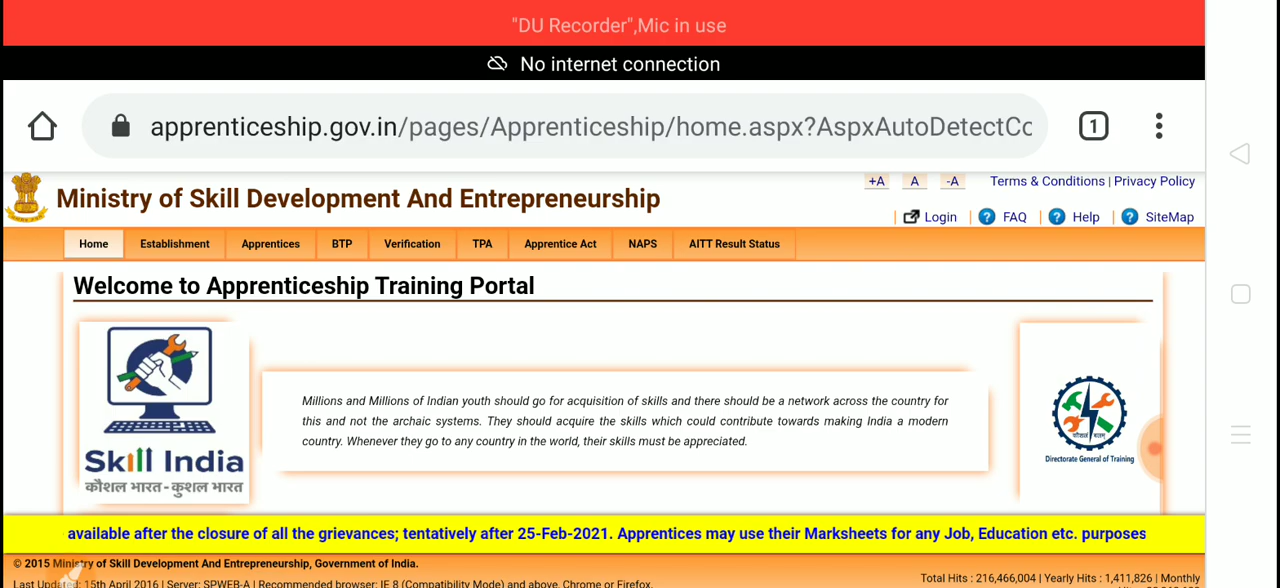 "DU Recorder",Mic in use
No internet connection
apprenticeship.gov.in/pages/Apprenticeship/home.aspx?AspxAutoDetectCo
1
+A A -A Terms & Conditions | Privacy Policy
Ministry of Skill Development And Entrepreneurship
| Login | FAQ | Help | SiteMap
Home Establishment Apprentices BTP Verification TPA Apprentice Act NAPS AITT Result Status
Welcome to Apprenticeship Training Portal
Millions and Millions of Indian youth should go for acquisition of skills and there should be a network across the country for
this and not the archaic systems. They should acquire the skills which could contribute towards making India a modern
country. Whenever they go to any country in the world, their skills must be appreciated.
Skill India
कौशल भारत-कुशल भारत
Directorate General of Training
available after the closure of all the grievances; tentatively after 25-Feb-2021. Apprentices may use their Marksheets for any Job, Education etc. purposes
© 2015 Ministry of Skill Development And Entrepreneurship, Government of India.
Last Updated: 15th April 2016 | Server: SPWEB-A | Recommended browser: IE 8 (Compatibility Mode) and above, Chrome or Firefox.
Total Hits : 216,466,004 | Yearly Hits : 1,411,826 | Monthly